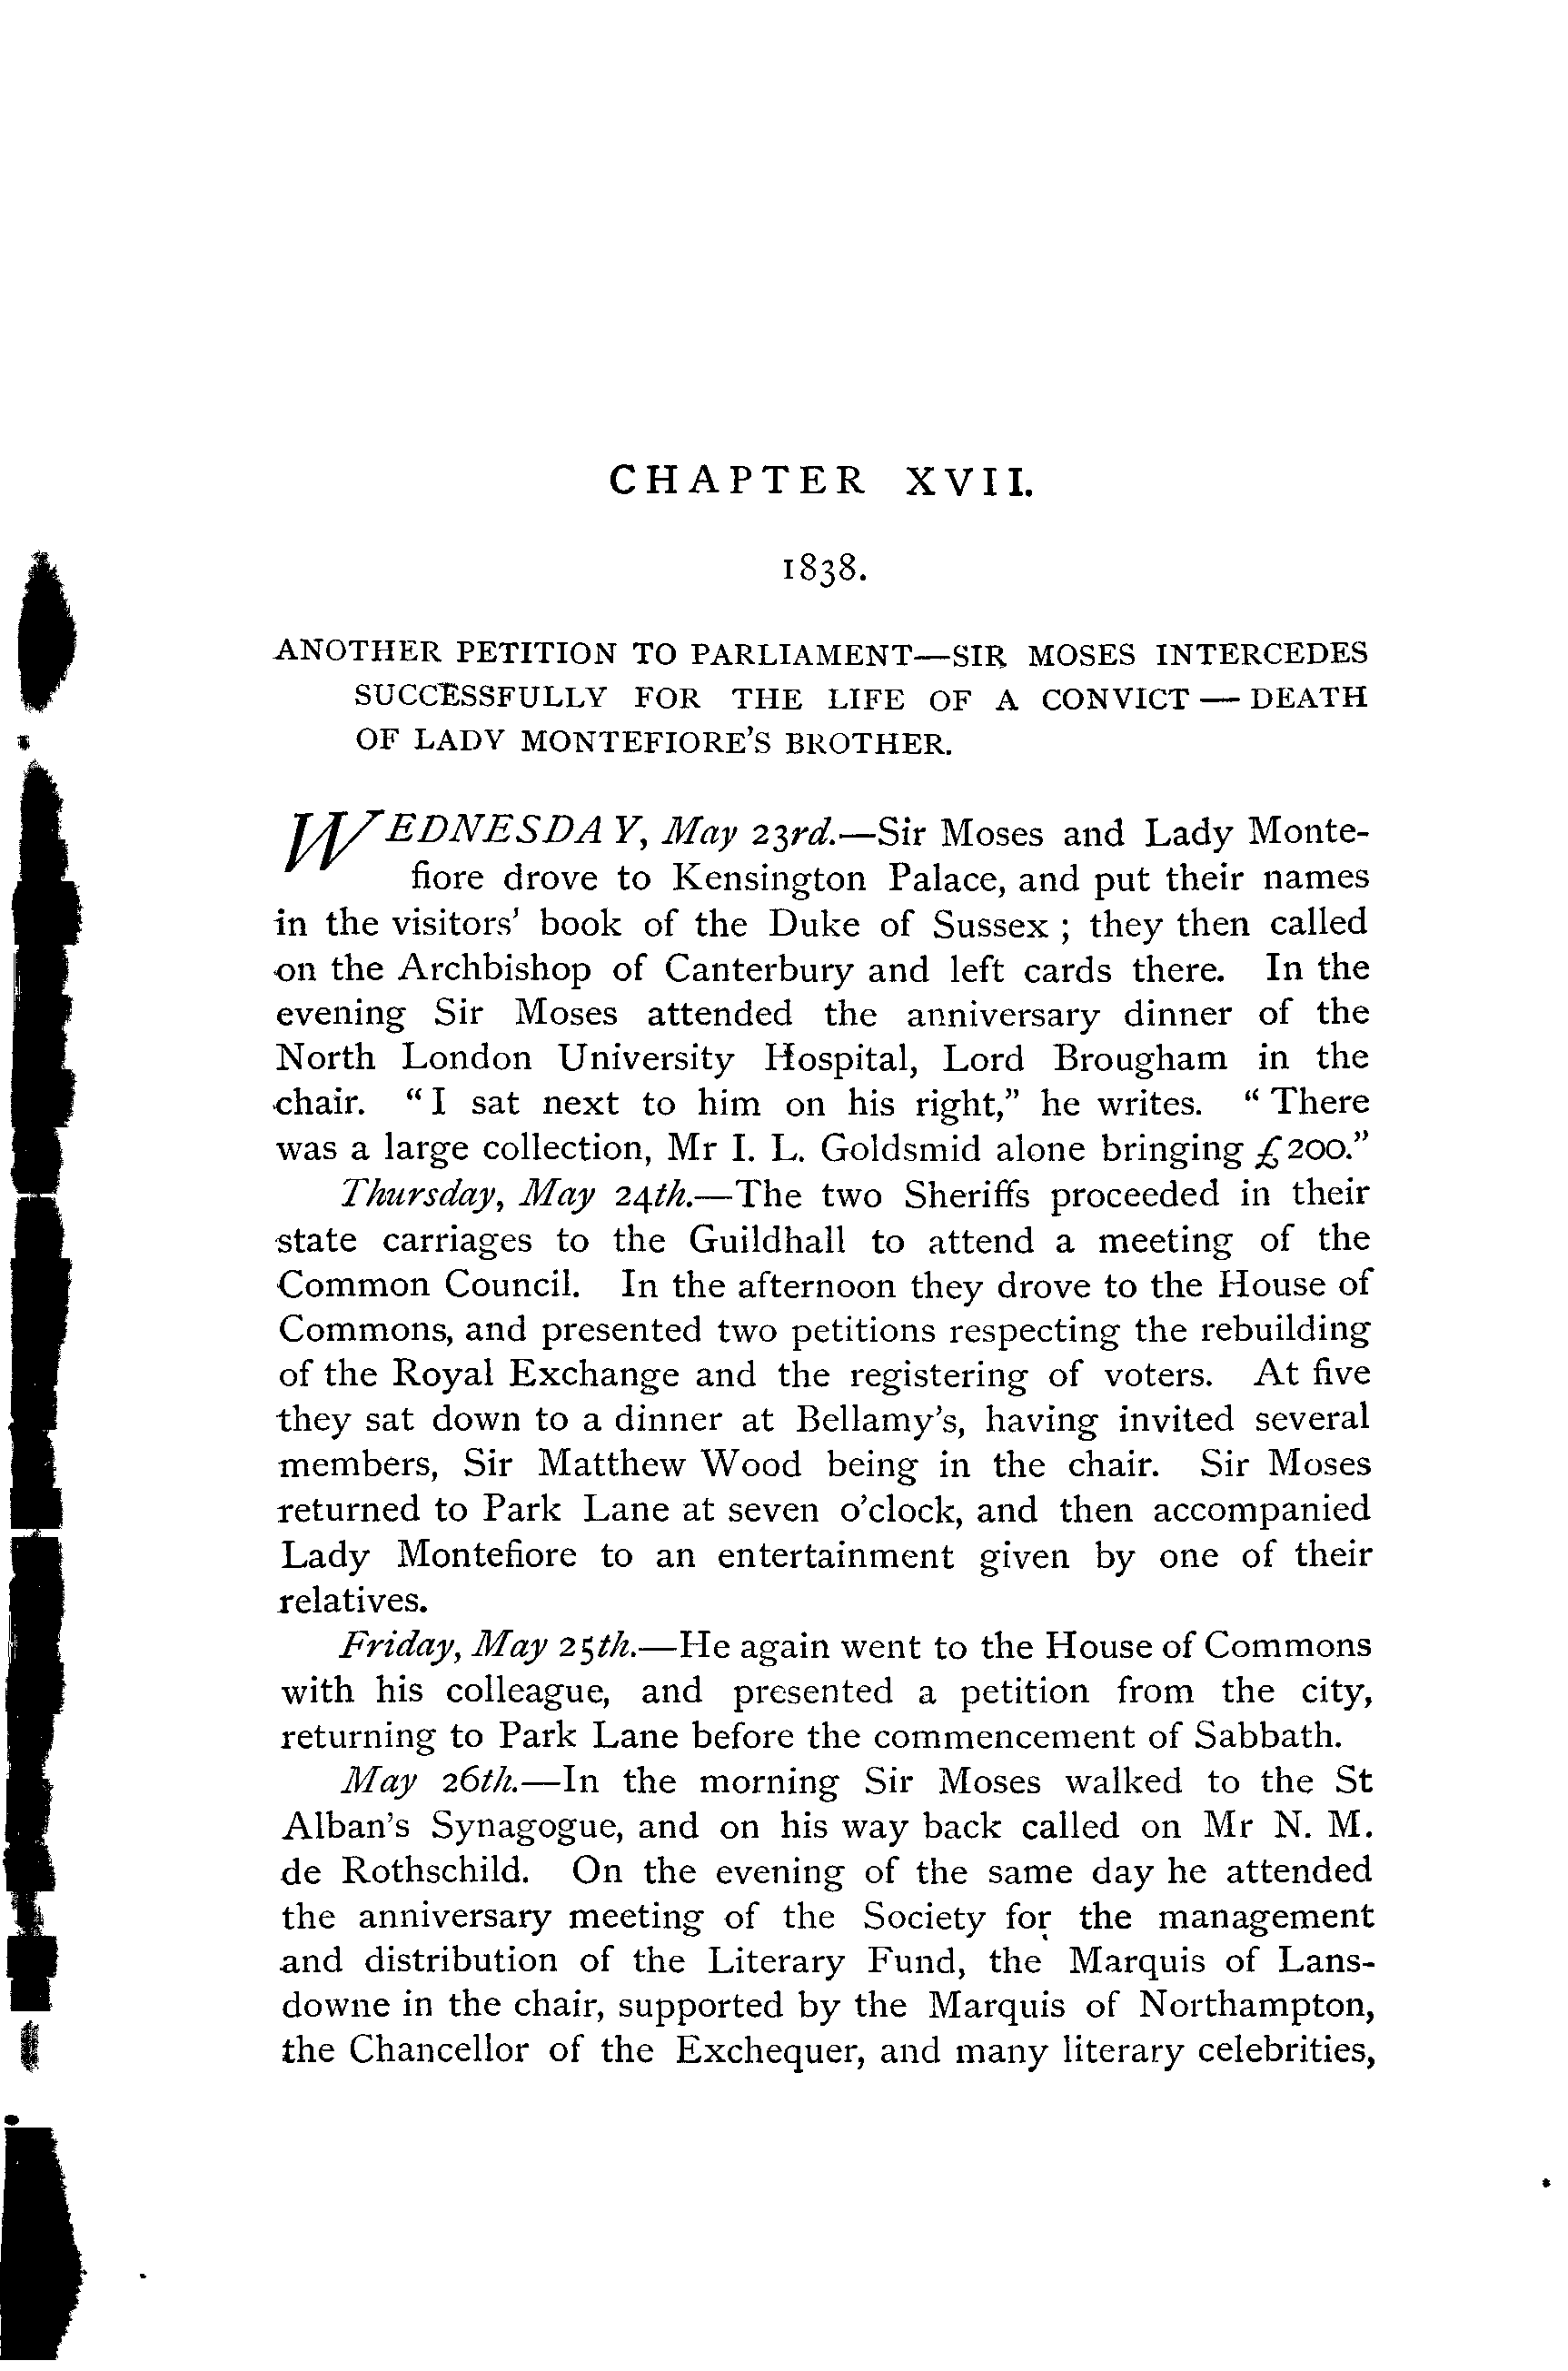 CHAPTER XVII.
1838.
ANOTHER PETITION TO PARLIAMENT—SIR MOSES INTERCEDES
SUCCESSFULLY FOR THE LIFE OF A CONVICT — DEATH
OF LADY MONTEFIORE'S BROTHER.
WEDNESDAY, May 23rd.—Sir Moses and Lady Monte-
fiore drove to Kensington Palace, and put their names
in the visitors' book of the Duke of Sussex ; they then called
on the Archbishop of Canterbury and left cards there. In the
evening Sir Moses attended the anniversary dinner of the
North London University Hospital, Lord Brougham in the
chair. “ I sat next to him on his right,” he writes. “ There
was a large collection, Mr I. L. Goldsmid alone bringing £200.”
Thursday, May 24th.—The two Sheriffs proceeded in their
state carriages to the Guildhall to attend a meeting of the
Common Council. In the afternoon they drove to the House of
Commons, and presented two petitions respecting the rebuilding
of the Royal Exchange and the registering of voters. At five
they sat down to a dinner at Bellamy's, having invited several
members, Sir Matthew Wood being in the chair. Sir Moses
returned to Park Lane at seven o'clock, and then accompanied
Lady Montefiore to an entertainment given by one of their
relatives.
Friday, May 25th.—He again went to the House of Commons
with his colleague, and presented a petition from the city,
returning to Park Lane before the commencement of Sabbath.
May 26th.—In the morning Sir Moses walked to the St
Alban's Synagogue, and on his way back called on Mr N. M.
de Rothschild. On the evening of the same day he attended
the anniversary meeting of the Society for the management
and distribution of the Literary Fund, the Marquis of Lans-
downe in the chair, supported by the Marquis of Northampton,
the Chancellor of the Exchequer, and many literary celebrities,